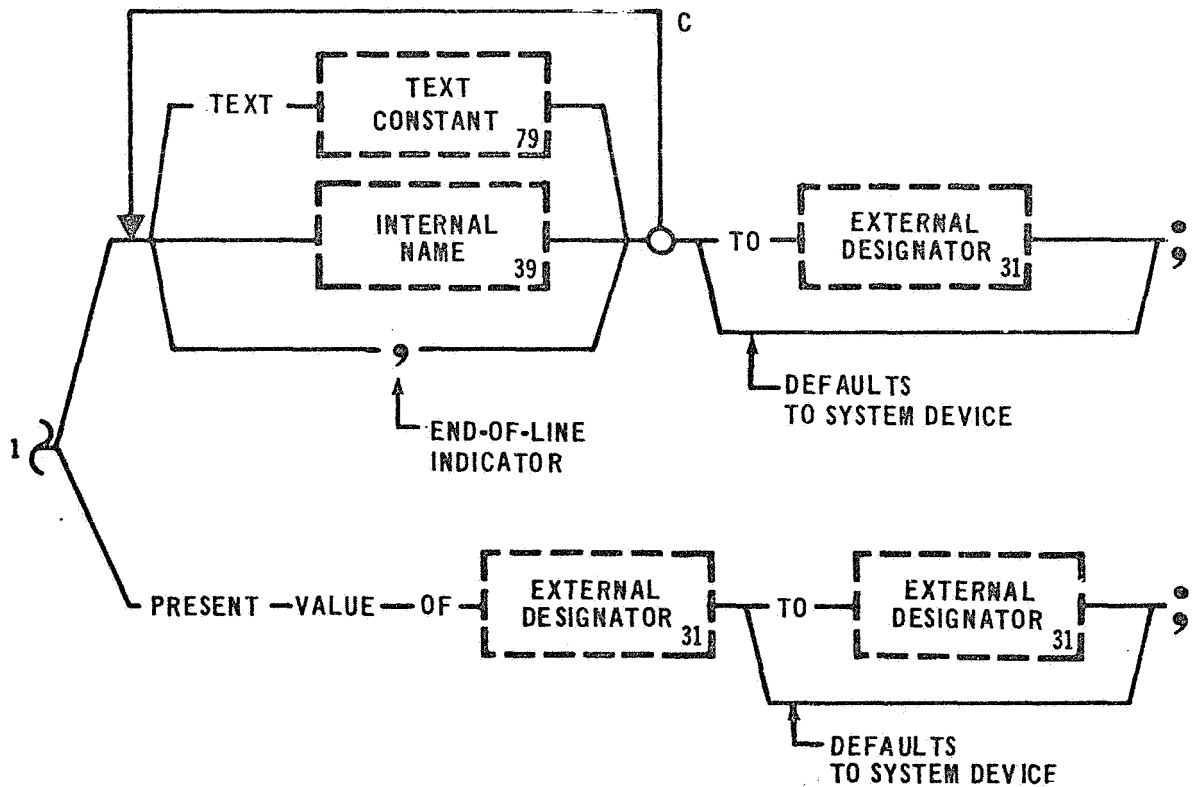 C
TEXT
TEXT
CONSTANT
79
INTERNAL
NAME
39
TO
EXTERNAL
DESIGNATOR
31
;
,
END-OF-LINE
INDICATOR
DEFAULTS
TO SYSTEM DEVICE
1
PRESENT VALUE OF
EXTERNAL
DESIGNATOR
31
TO
EXTERNAL
DESIGNATOR
31
;
DEFAULTS
TO SYSTEM DEVICE